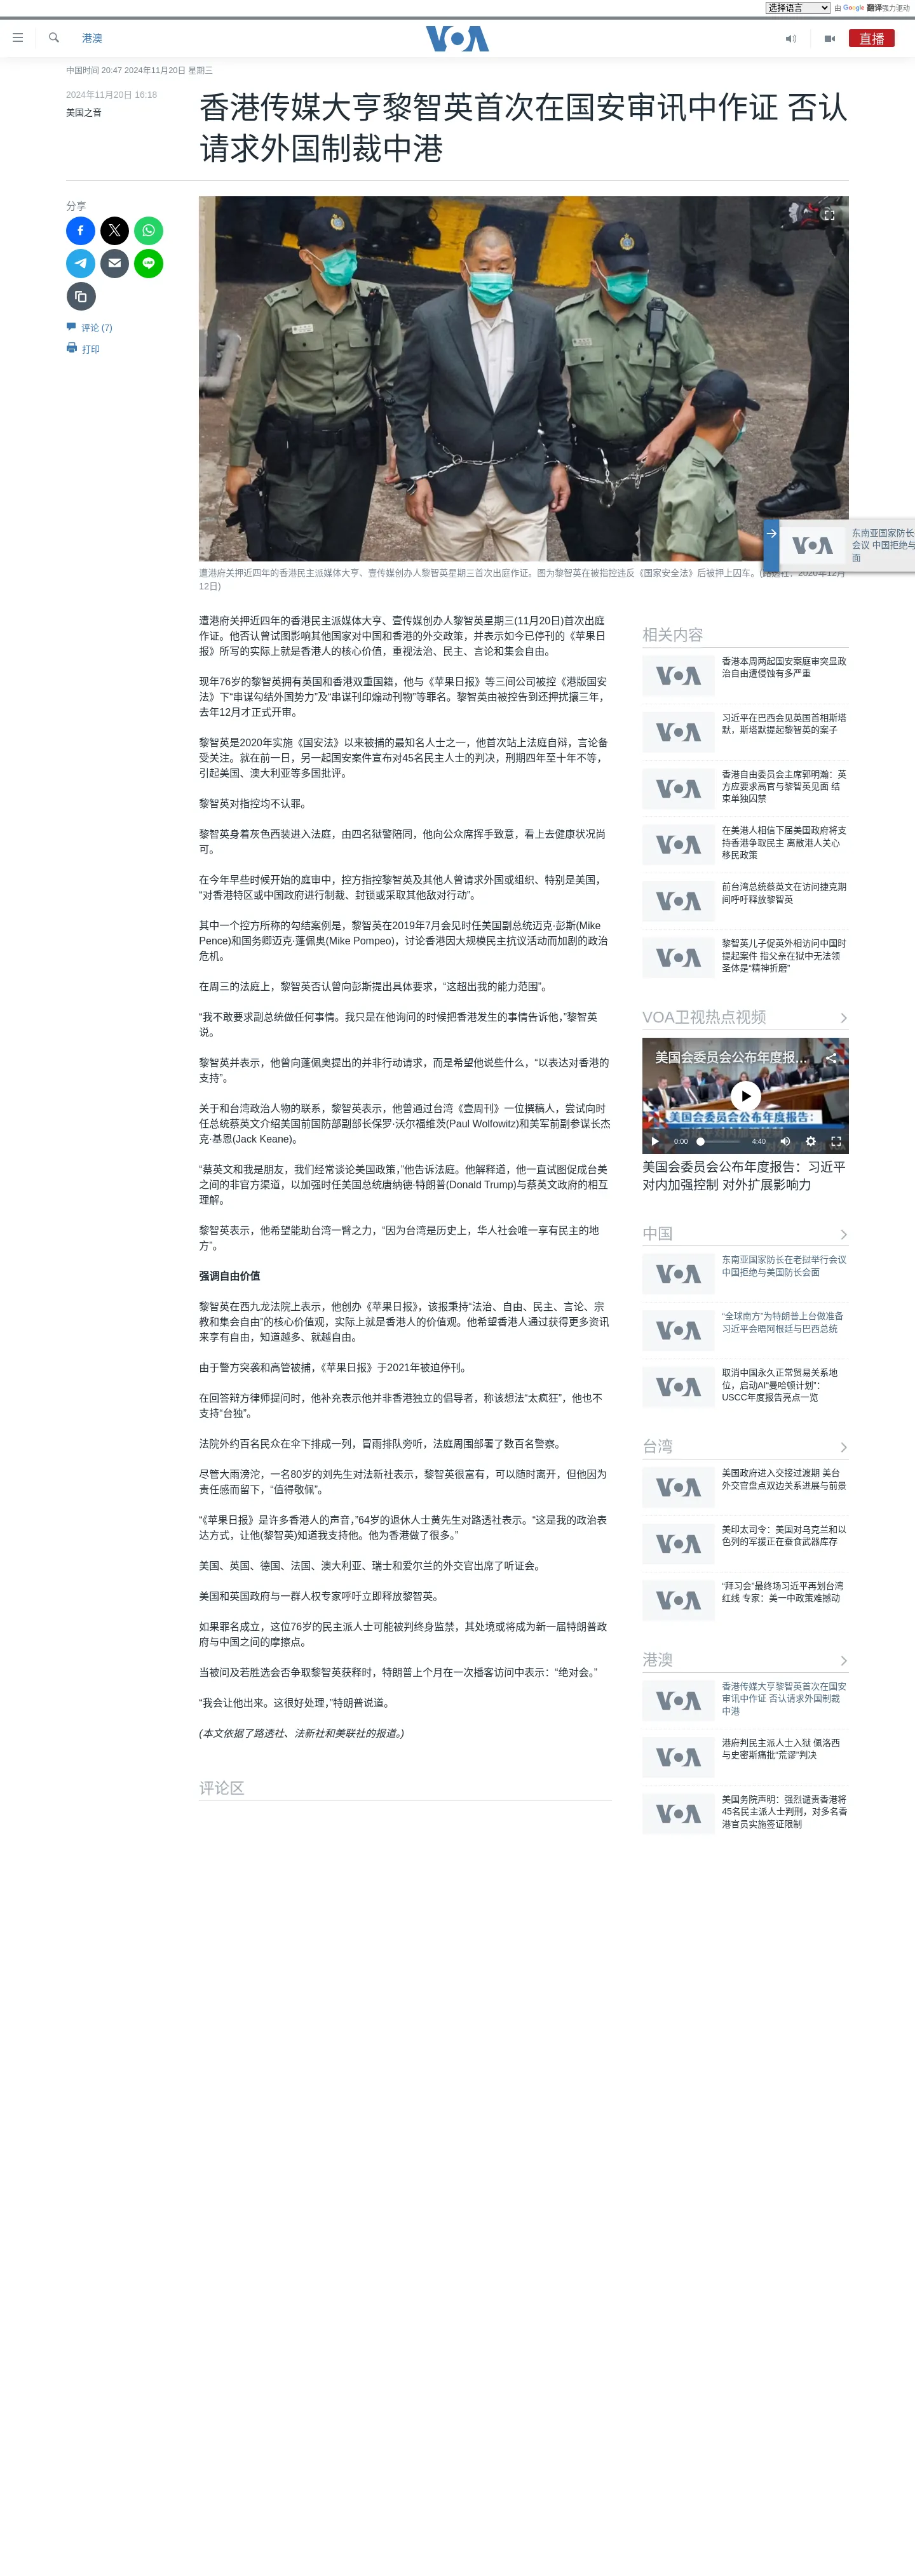 选择语言 由 Google 翻译强力驱动
港澳
VOA
直播
中国时间 20:47 2024年11月20日 星期三
2024年11月20日 16:18
美国之音
香港传媒大亨黎智英首次在国安审讯中作证 否认
请求外国制裁中港
分享
LINE
评论 (7)
打印
遭港府关押近四年的香港民主派媒体大亨、壹传媒创办人黎智英星期三首次出庭作证。图为黎智英在被指控违反《国家安全法》后被押上囚车。(路透社，2020年12月
12日)
东南亚国家防长
会议 中国拒绝与
面
VOA
遭港府关押近四年的香港民主派媒体大亨、壹传媒创办人黎智英星期三(11月20日)首次出庭
作证。他否认曾试图影响其他国家对中国和香港的外交政策，并表示如今已停刊的《苹果日
报》所写的实际上就是香港人的核心价值，重视法治、民主、言论和集会自由。
现年76岁的黎智英拥有英国和香港双重国籍，他与《苹果日报》等三间公司被控《港版国安
法》下“串谋勾结外国势力”及“串谋刊印煽动刊物”等罪名。黎智英由被控告到还押扰攘三年，
去年12月才正式开审。
黎智英是2020年实施《国安法》以来被捕的最知名人士之一，他首次站上法庭自辩，言论备
受关注。就在前一日，另一起国安案件宣布对45名民主人士的判决，刑期四年至十年不等，
引起美国、澳大利亚等多国批评。
黎智英对指控均不认罪。
黎智英身着灰色西装进入法庭，由四名狱警陪同，他向公众席挥手致意，看上去健康状况尚
可。
在今年早些时候开始的庭审中，控方指控黎智英及其他人曾请求外国或组织、特别是美国，
“对香港特区或中国政府进行制裁、封锁或采取其他敌对行动”。
其中一个控方所称的勾结案例是，黎智英在2019年7月会见时任美国副总统迈克·彭斯(Mike
Pence)和国务卿迈克·蓬佩奥(Mike Pompeo)，讨论香港因大规模民主抗议活动而加剧的政治
危机。
在周三的法庭上，黎智英否认曾向彭斯提出具体要求，“这超出我的能力范围”。
“我不敢要求副总统做任何事情。我只是在他询问的时候把香港发生的事情告诉他，”黎智英
说。
黎智英并表示，他曾向蓬佩奥提出的并非行动请求，而是希望他说些什么，“以表达对香港的
支持”。
关于和台湾政治人物的联系，黎智英表示，他曾通过台湾《壹周刊》一位撰稿人，尝试向时
任总统蔡英文介绍美国前国防部副部长保罗·沃尔福维茨(Paul Wolfowitz)和美军前副参谋长杰
克·基恩(Jack Keane)。
“蔡英文和我是朋友，我们经常谈论美国政策，”他告诉法庭。他解释道，他一直试图促成台美
之间的非官方渠道，以加强时任美国总统唐纳德·特朗普(Donald Trump)与蔡英文政府的相互
理解。
黎智英表示，他希望能助台湾一臂之力，“因为台湾是历史上，华人社会唯一享有民主的地
方”。
强调自由价值
黎智英在西九龙法院上表示，他创办《苹果日报》，该报秉持“法治、自由、民主、言论、宗
教和集会自由”的核心价值观，实际上就是香港人的价值观。他希望香港人通过获得更多资讯
来享有自由，知道越多、就越自由。
由于警方突袭和高管被捕，《苹果日报》于2021年被迫停刊。
在回答辩方律师提问时，他补充表示他并非香港独立的倡导者，称该想法“太疯狂”，他也不
支持“台独”。
法院外约百名民众在伞下排成一列，冒雨排队旁听，法庭周围部署了数百名警察。
尽管大雨滂沱，一名80岁的刘先生对法新社表示，黎智英很富有，可以随时离开，但他因为
责任感而留下，“值得敬佩”。
“《苹果日报》是许多香港人的声音，”64岁的退休人士黄先生对路透社表示。“这是我的政治表
达方式，让他(黎智英)知道我支持他。他为香港做了很多。”
美国、英国、德国、法国、澳大利亚、瑞士和爱尔兰的外交官出席了听证会。
美国和英国政府与一群人权专家呼吁立即释放黎智英。
如果罪名成立，这位76岁的民主派人士可能被判终身监禁，其处境或将成为新一届特朗普政
府与中国之间的摩擦点。
当被问及若胜选会否争取黎智英获释时，特朗普上个月在一次播客访问中表示：“绝对会。”
“我会让他出来。这很好处理，”特朗普说道。
(本文依据了路透社、法新社和美联社的报道。)
评论区
相关内容
VOA
香港本周两起国安案庭审突显政
治自由遭侵蚀有多严重
VOA
习近平在巴西会见英国首相斯塔
默，斯塔默提起黎智英的案子
VOA
香港自由委员会主席郭明瀚：英
方应要求高官与黎智英见面 结
束单独囚禁
VOA
在美港人相信下届美国政府将支
持香港争取民主 离散港人关心
移民政策
VOA
前台湾总统蔡英文在访问捷克期
间呼吁释放黎智英
VOA
黎智英儿子促英外相访问中国时
提起案件 指父亲在狱中无法领
圣体是“精神折磨”
VOA卫视热点视频
美国会委员会公布年度报…
美国会委员会公布年度报告：
0:00
4:40
美国会委员会公布年度报告：习近平
对内加强控制 对外扩展影响力
中国
VOA
东南亚国家防长在老挝举行会议
中国拒绝与美国防长会面
VOA
“全球南方”为特朗普上台做准备
习近平会晤阿根廷与巴西总统
VOA
取消中国永久正常贸易关系地
位，启动AI“曼哈顿计划”：
USCC年度报告亮点一览
台湾
VOA
美国政府进入交接过渡期 美台
外交官盘点双边关系进展与前景
VOA
美印太司令：美国对乌克兰和以
色列的军援正在蚕食武器库存
VOA
“拜习会”最终场习近平再划台湾
红线 专家：美一中政策难撼动
港澳
VOA
香港传媒大亨黎智英首次在国安
审讯中作证 否认请求外国制裁
中港
VOA
港府判民主派人士入狱 佩洛西
与史密斯痛批“荒谬”判决
VOA
美国务院声明：强烈谴责香港将
45名民主派人士判刑，对多名香
港官员实施签证限制